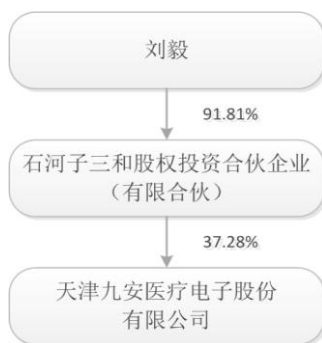 刘毅
91.81%
石河子三和股权投资合伙企业
（有限合伙）
37.28%
天津九安医疗电子股份
有限公司